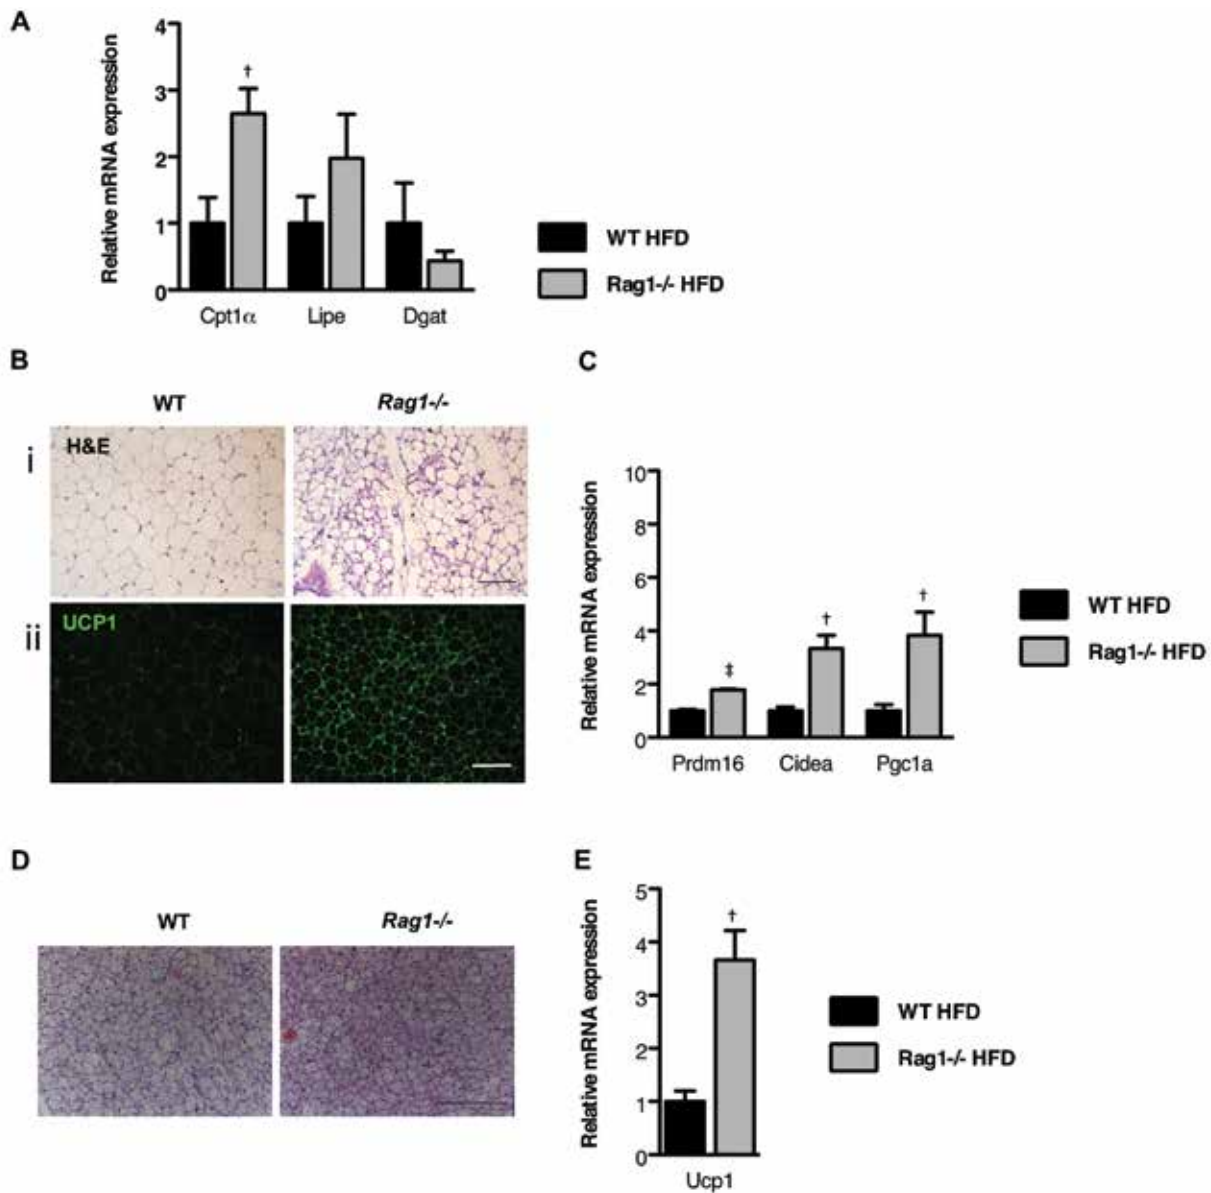 A
Relative mRNA expression
4
3
2
1
0
†
Cpt1α Lipe Dgat
WT HFD
Rag1-/- HFD
B
WT Rag1-/-
i
H&E
ii
UCP1
C
Relative mRNA expression
10
8
6
4
2
0
‡ † †
Prdm16 Cidea Pgc1a
WT HFD
Rag1-/- HFD
D
WT Rag1-/-
E
Relative mRNA expression
5
4
3
2
1
0
†
Ucp1
WT HFD
Rag1-/- HFD